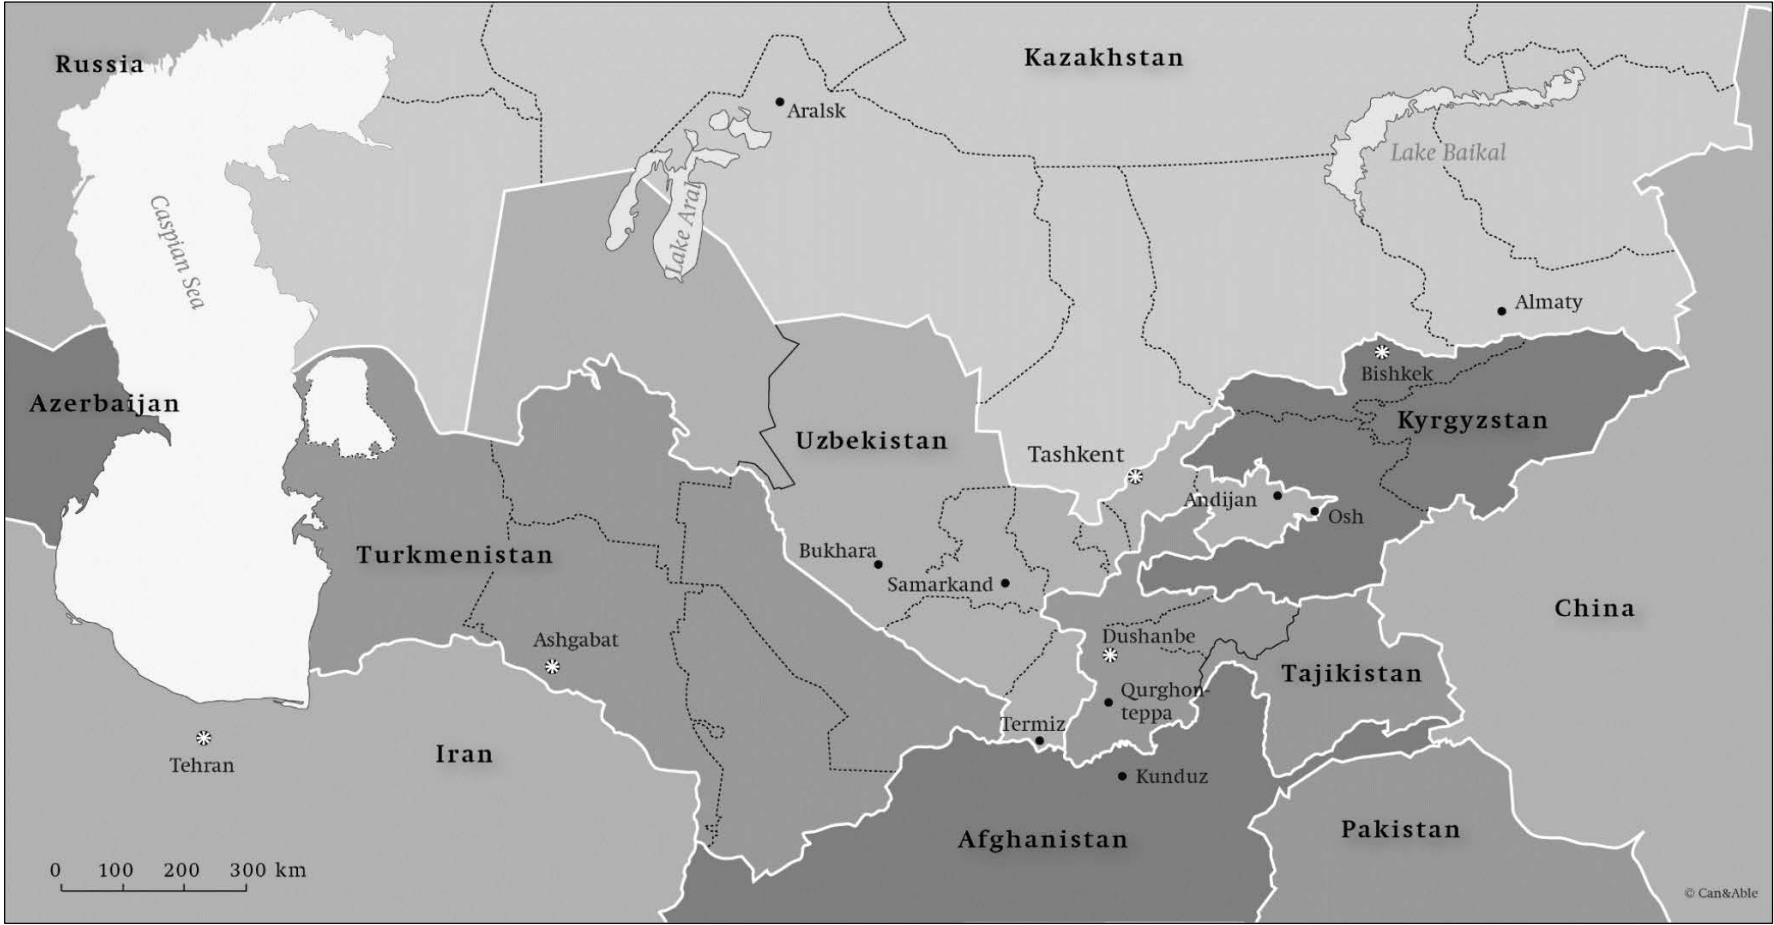 Russia
Kazakhstan
Aralsk
Lake Baikal
Caspian Sea
Lake Aral
Almaty
Bishkek
Azerbaijan
Kyrgyzstan
Uzbekistan
Tashkent
Andijan
Osh
Turkmenistan
Bukhara
Samarkand
China
Ashgabat
Dushanbe
Tajikistan
Qurghon-
teppa
Termiz
Tehran
Iran
Kunduz
Afghanistan
Pakistan
0 100 200 300 km
© Can&Able